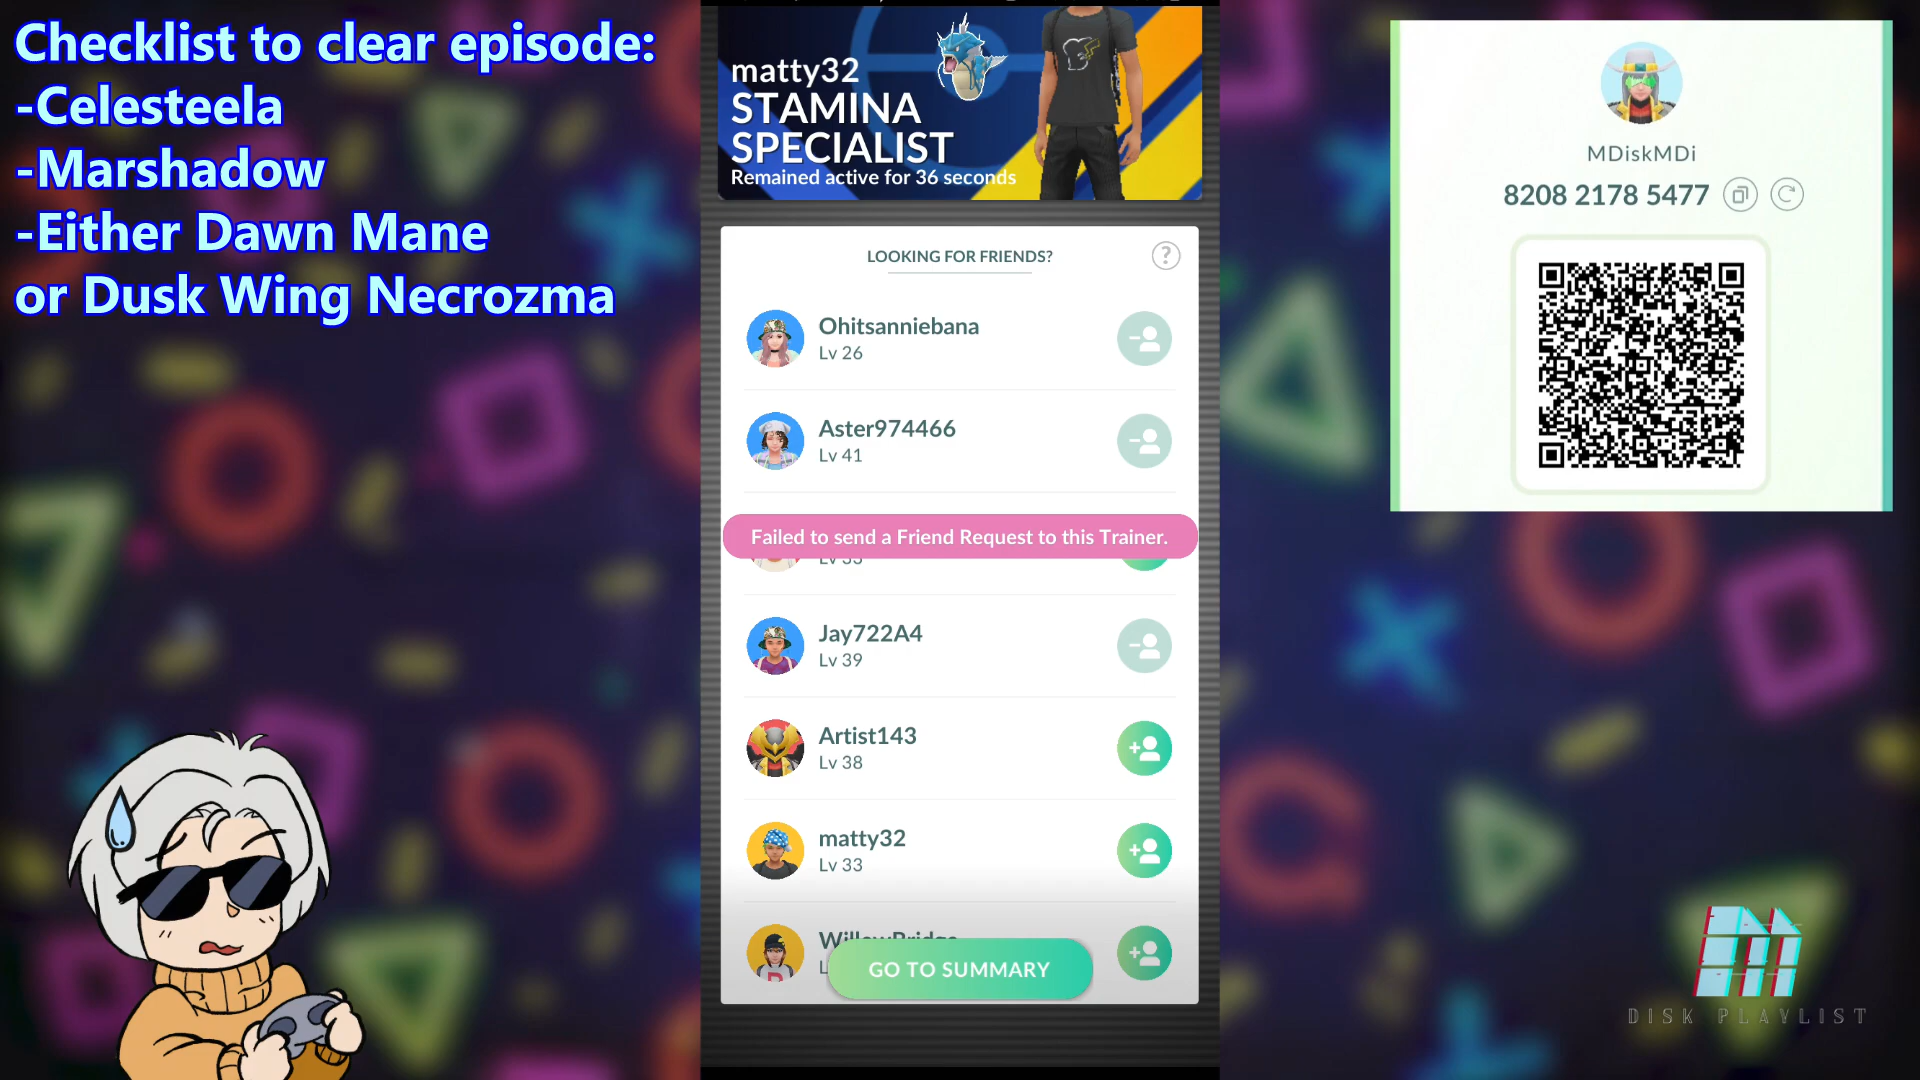 Checklist to clear episode:
-Celesteela
-Marshadow
-Either Dawn Mane
or Dusk Wing Necrozma
matty32
STAMINA
SPECIALIST
Remained active for 36 seconds
LOOKING FOR FRIENDS?
?
Ohitsanniebana
Lv 26
Aster974466
Lv 41
Failed to send a Friend Request to this Trainer.
Jay722A4
Lv 39
Artist143
Lv 38
matty32
Lv 33
GO TO SUMMARY
MDiskMDi
8208 2178 5477
DISK PLAYLIST